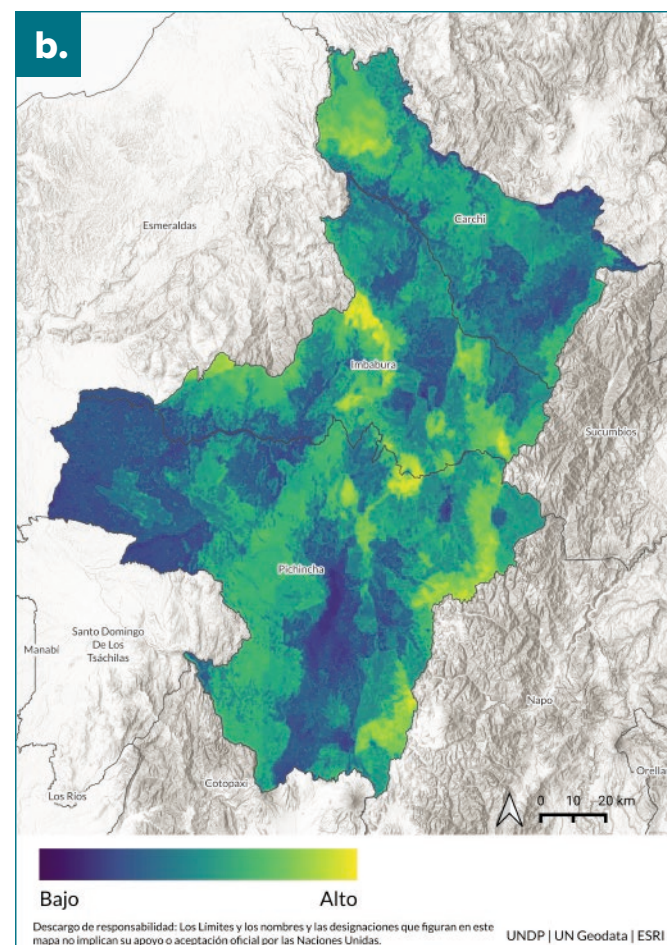 b.
Esmeraldas
Carchi
Imbabura
Sucumbios
Pichincha
Santo Domingo
De Los
Tsáchilas
Manabí
Napo
Cotopaxi
Los Ríos
0 10 20 km
Bajo
Alto
Descargo de responsabilidad: Los Límites y los nombres y las designaciones que figuran en este
mapa no implican su apoyo o aceptación oficial por las Naciones Unidas.
UNDP | UN Geodata | ESRI